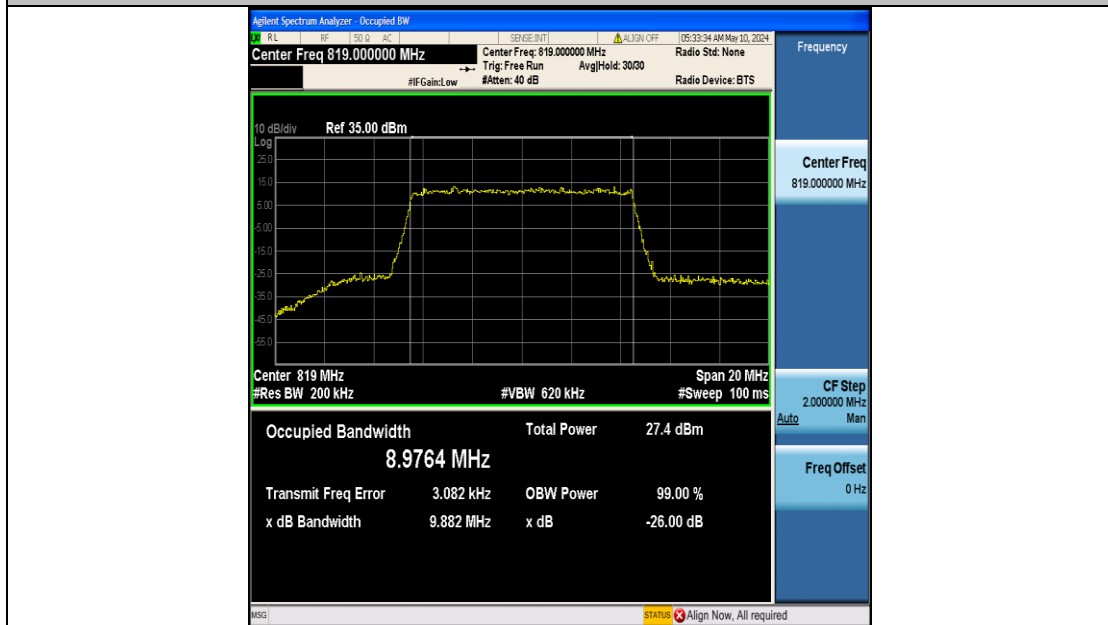 Agilent Spectrum Analyzer - Occupied BW
LXI RL RF 50 Ω AC SENSE:INT ALIGN OFF 05:33:34 AM May 10, 2024
Center Freq 819.000000 MHz
Center Freq: 819.000000 MHz Radio Std: None
Trig: Free Run Avg|Hold: 30/30
#IFGain:Low #Atten: 40 dB Radio Device: BTS
10 dB/div Ref 35.00 dBm
Log
25.0
15.0
5.00
-5.00
-15.0
-25.0
-35.0
-45.0
-55.0
Center 819 MHz Span 20 MHz
#Res BW 200 kHz #VBW 620 kHz #Sweep 100 ms
Occupied Bandwidth Total Power 27.4 dBm
8.9764 MHz
Transmit Freq Error 3.082 kHz OBW Power 99.00 %
x dB Bandwidth 9.882 MHz x dB -26.00 dB
MSG STATUS Align Now, All required
Frequency
Center Freq
819.000000 MHz
CF Step
2.000000 MHz
Auto Man
Freq Offset
0 Hz